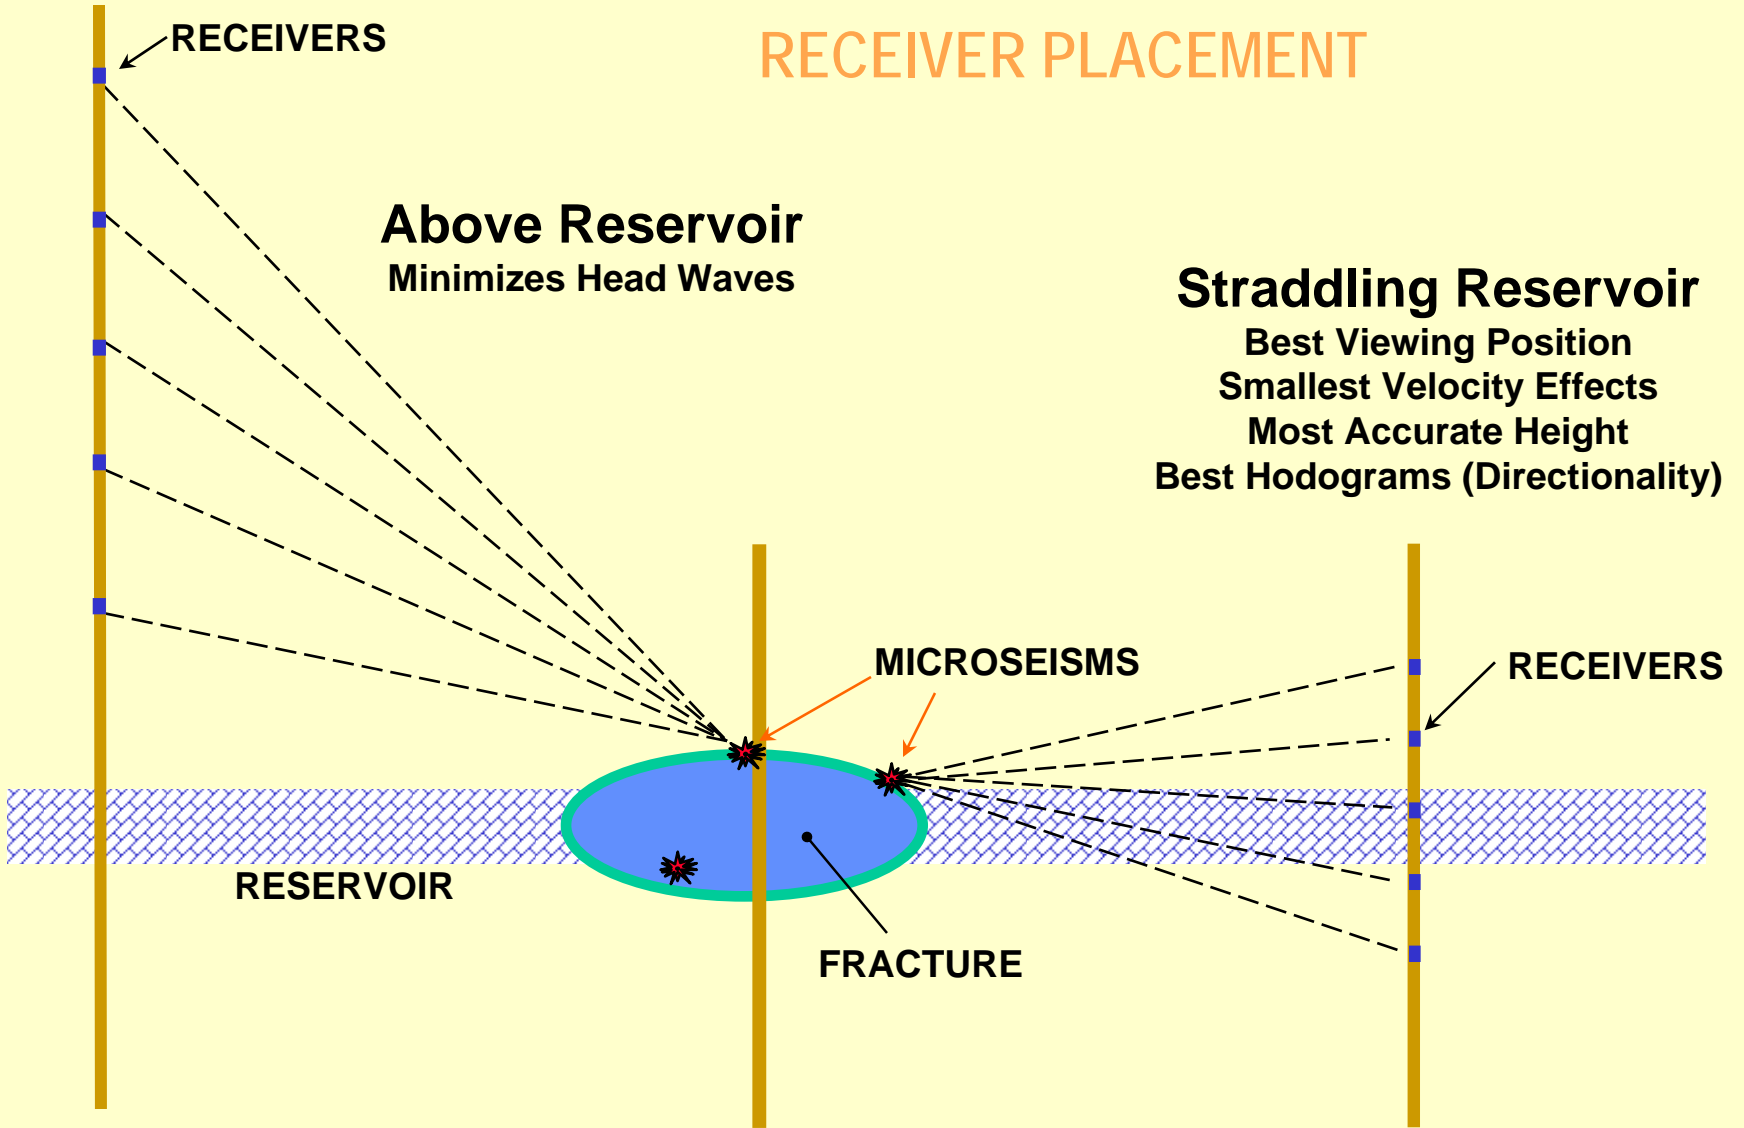 RECEIVER PLACEMENT
RECEIVERS
Above Reservoir
Minimizes Head Waves
Straddling Reservoir
Best Viewing Position
Smallest Velocity Effects
Most Accurate Height
Best Hodograms (Directionality)
MICROSEISMS
RECEIVERS
RESERVOIR
FRACTURE